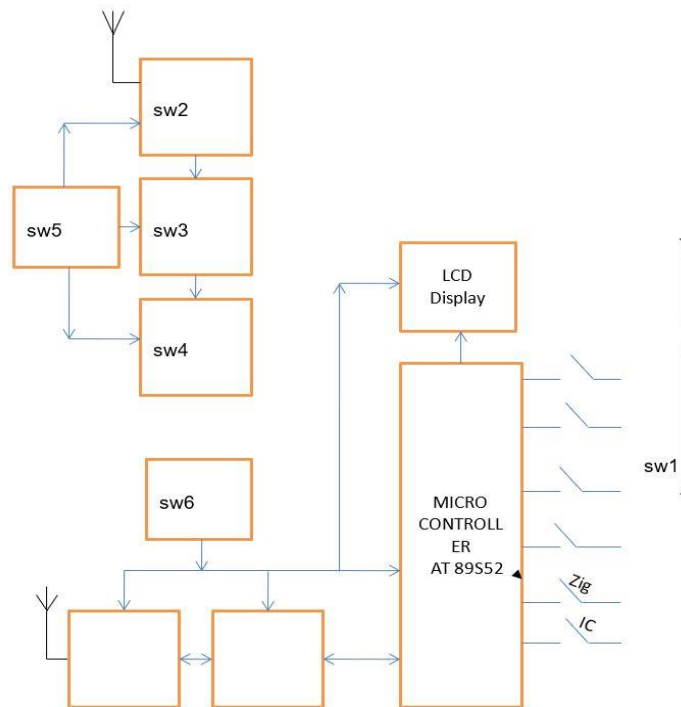 sw2
sw5
sw3
sw4
LCD
Display
sw6
MICRO
CONTROLL
ER
AT 89S52
sw1
Zig
IC